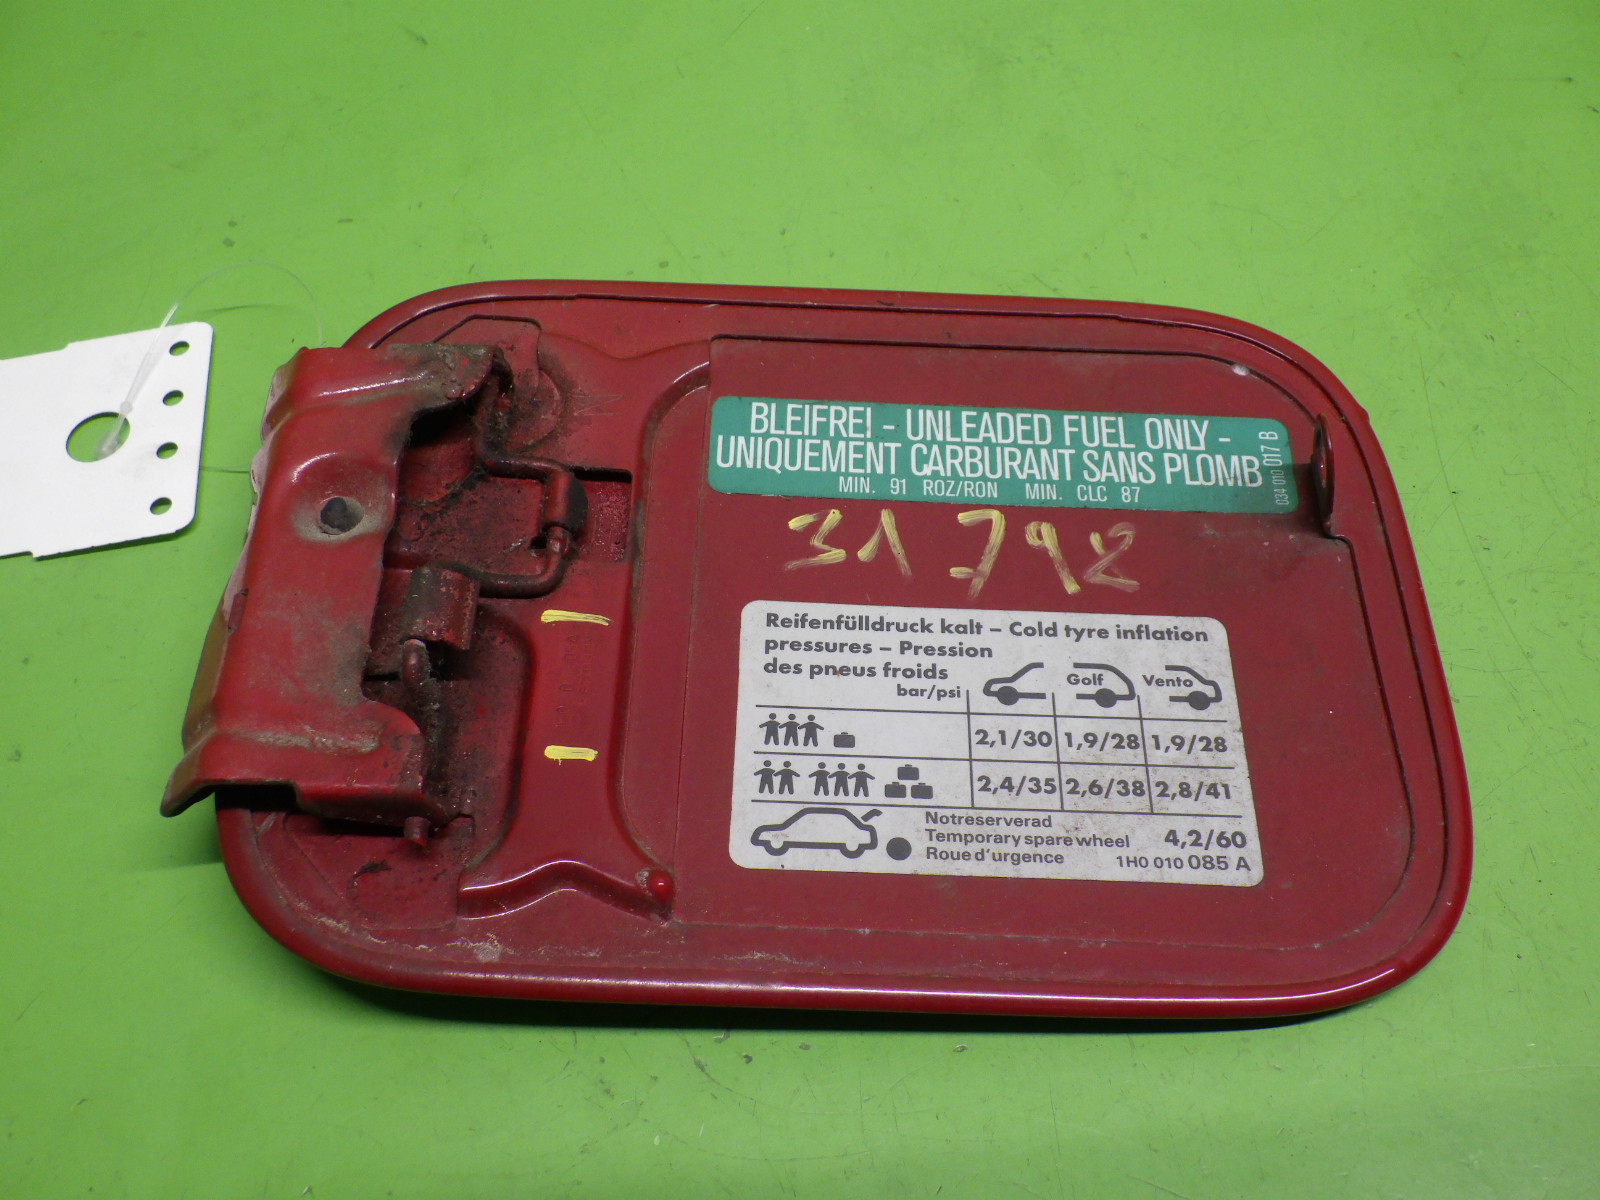 BLEIFREI - UNLEADED FUEL ONLY -
UNIQUEMENT CARBURANT SANS PLOMB
MIN. 91 ROZ/RON MIN. CLC 87
034 010 017 B
31792
Reifenfülldruck kalt – Cold tyre inflation
pressures – Pression
des pneus froids
bar/psi Golf Vento
2,1/30 1,9/28 1,9/28
2,4/35 2,6/38 2,8/41
Notreserverad
Temporary spare wheel 4,2/60
Roue d'urgence 1H0 010 085 A